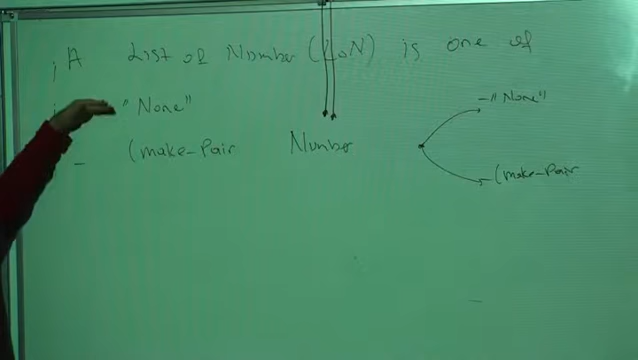 ; A List of Number (LoN) is one of
; "None"
- (make-Pair Number
- "None"
- (make-Pair